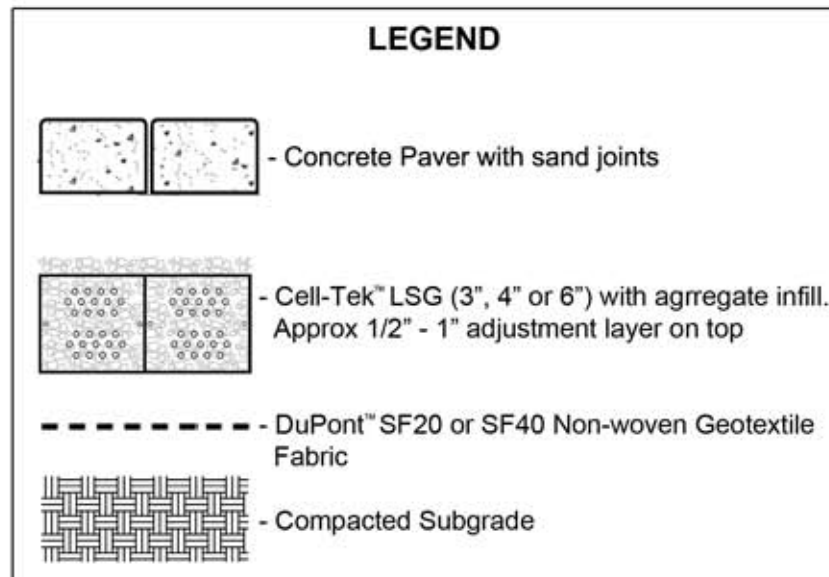 LEGEND
- Concrete Paver with sand joints
- Cell-Tek™ LSG (3”, 4” or 6”) with agrregate infill.
Approx 1/2” - 1” adjustment layer on top
- DuPont™ SF20 or SF40 Non-woven Geotextile
Fabric
- Compacted Subgrade